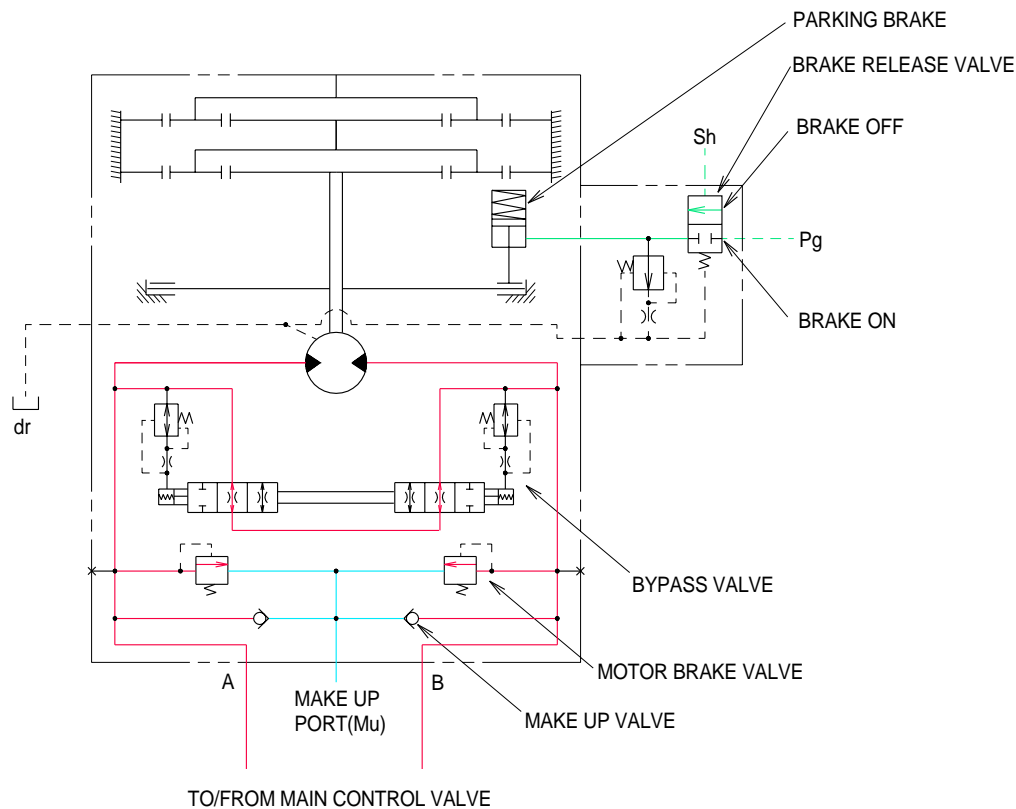 PARKING BRAKE
BRAKE RELEASE VALVE
BRAKE OFF
Sh
Pg
BRAKE ON
dr
BYPASS VALVE
MOTOR BRAKE VALVE
A
B
MAKE UP
PORT(Mu)
MAKE UP VALVE
TO/FROM MAIN CONTROL VALVE